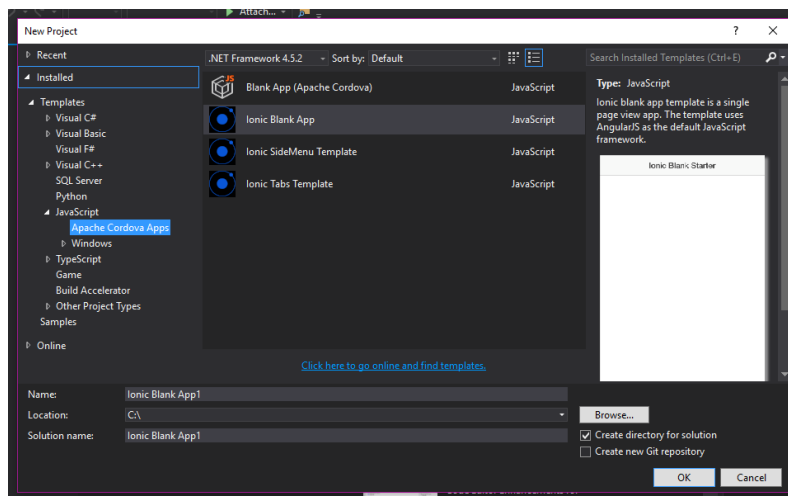 Attach...
New Project
? ×
Recent
Installed
Templates
Visual C#
Visual Basic
Visual F#
Visual C++
SQL Server
Python
JavaScript
Apache Cordova Apps
Windows
TypeScript
Game
Build Accelerator
Other Project Types
Samples
Online
.NET Framework 4.5.2 Sort by: Default
JS
Blank App (Apache Cordova) JavaScript
Ionic Blank App JavaScript
Ionic SideMenu Template JavaScript
Ionic Tabs Template JavaScript
Click here to go online and find templates.
Search Installed Templates (Ctrl+E)
Type: JavaScript
Ionic blank app template is a single
page view app. The template uses
AngularJS as the default JavaScript
framework.
Ionic Blank Starter
Name: Ionic Blank App1
Location: C:\
Browse...
Solution name: Ionic Blank App1
Create directory for solution
Create new Git repository
OK Cancel